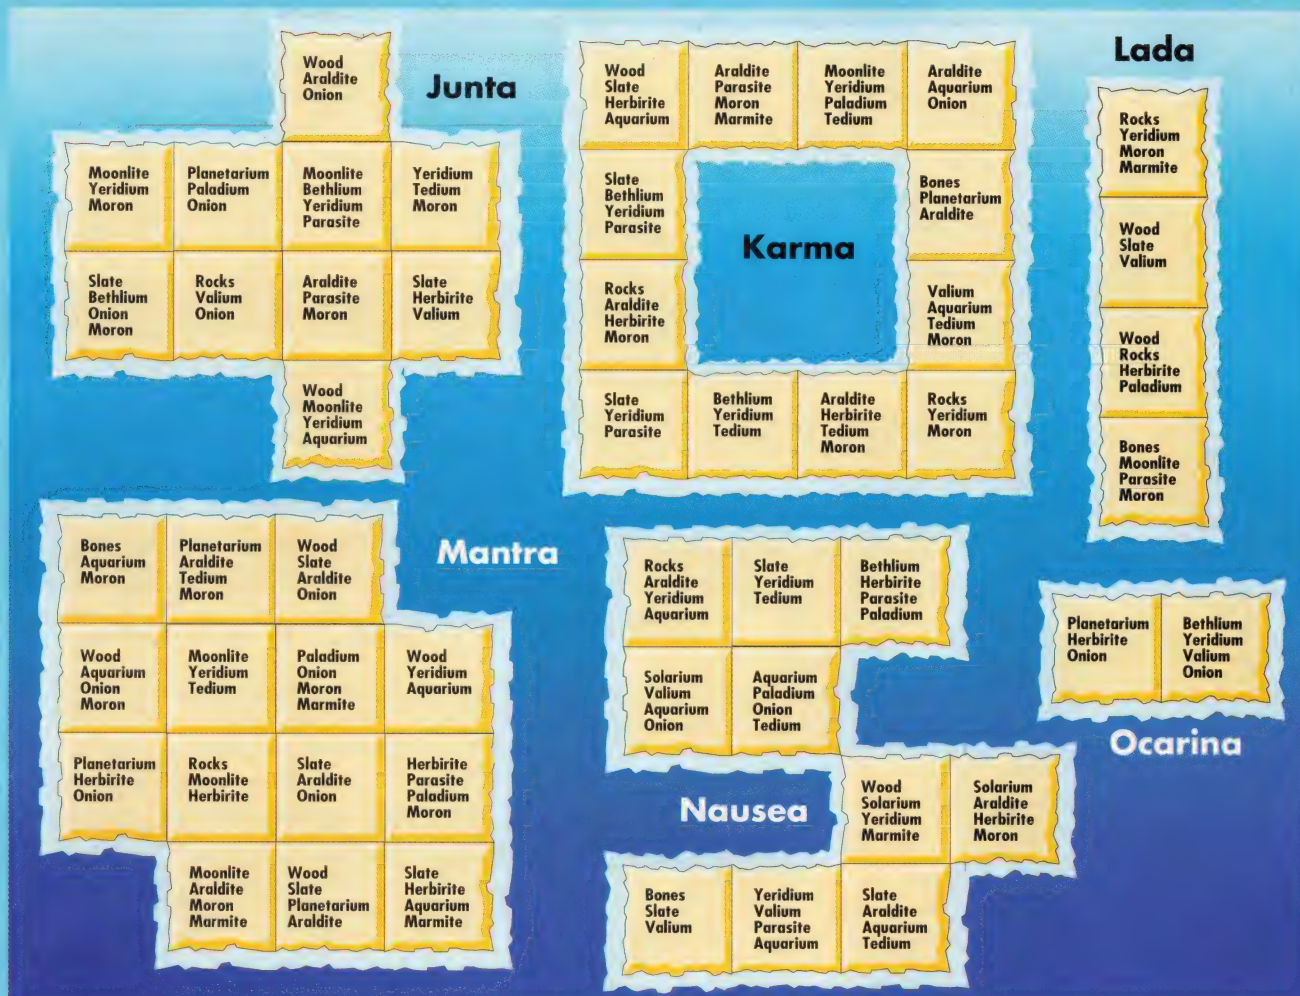 Junta
Wood
Araldite
Onion
Moonlite
Yeridium
Moron
Planetarium
Paladium
Onion
Moonlite
Bethlium
Yeridium
Parasite
Yeridium
Tedium
Moron
Slate
Bethlium
Onion
Moron
Rocks
Valium
Onion
Araldite
Parasite
Moron
Slate
Herbirite
Valium
Wood
Moonlite
Yeridium
Aquarium
Karma
Wood
Slate
Herbirite
Aquarium
Araldite
Parasite
Moron
Marmite
Moonlite
Yeridium
Paladium
Tedium
Araldite
Aquarium
Onion
Slate
Bethlium
Yeridium
Parasite
Bones
Planetarium
Araldite
Rocks
Araldite
Herbirite
Moron
Valium
Aquarium
Tedium
Moron
Slate
Yeridium
Parasite
Bethlium
Yeridium
Tedium
Araldite
Herbirite
Tedium
Moron
Rocks
Yeridium
Moron
Lada
Rocks
Yeridium
Moron
Marmite
Wood
Slate
Valium
Wood
Rocks
Herbirite
Paladium
Bones
Moonlite
Parasite
Moron
Mantra
Bones
Aquarium
Moron
Planetarium
Araldite
Tedium
Moron
Wood
Slate
Araldite
Onion
Wood
Aquarium
Onion
Moron
Moonlite
Yeridium
Tedium
Paladium
Onion
Moron
Marmite
Wood
Yeridium
Aquarium
Planetarium
Herbirite
Onion
Rocks
Moonlite
Herbirite
Slate
Araldite
Onion
Herbirite
Parasite
Paladium
Moron
Moonlite
Araldite
Moron
Marmite
Wood
Slate
Planetarium
Araldite
Slate
Herbirite
Aquarium
Marmite
Nausea
Rocks
Araldite
Yeridium
Aquarium
Slate
Yeridium
Tedium
Bethlium
Herbirite
Parasite
Paladium
Solarium
Valium
Aquarium
Onion
Aquarium
Paladium
Onion
Tedium
Wood
Solarium
Yeridium
Marmite
Solarium
Araldite
Herbirite
Moron
Bones
Slate
Valium
Yeridium
Valium
Parasite
Aquarium
Slate
Araldite
Aquarium
Tedium
Planetarium
Herbirite
Onion
Bethlium
Yeridium
Valium
Onion
Ocarina